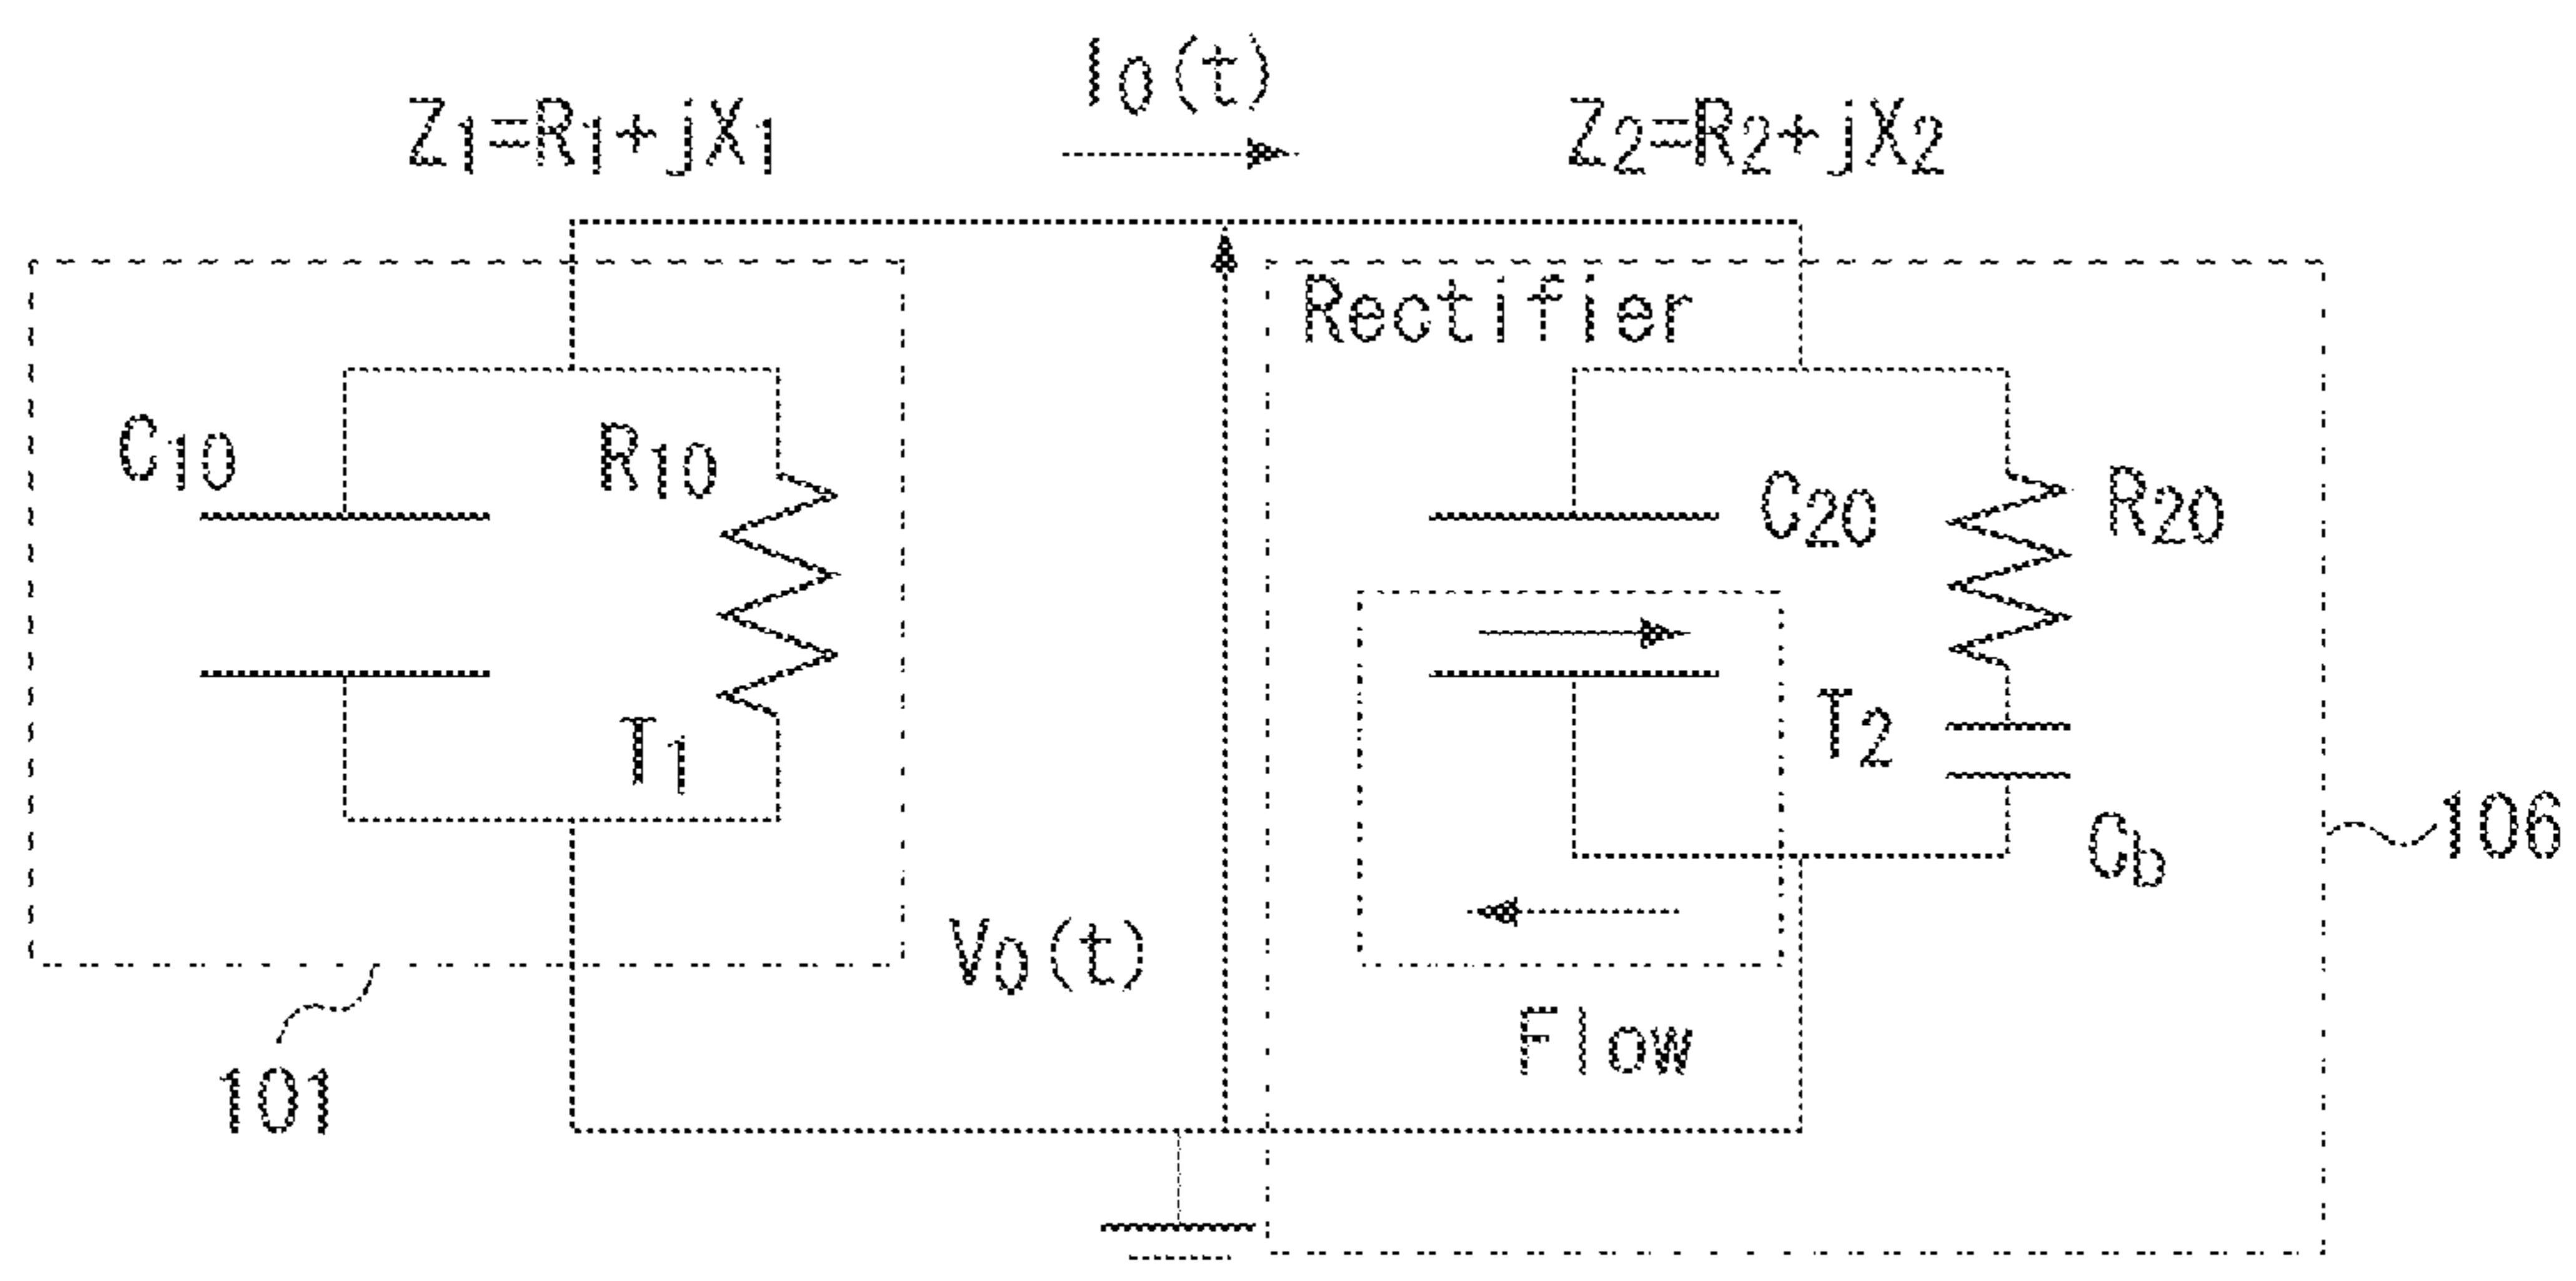 I0(t)
Z1=R1+jX1
Z2=R2+jX2
Rectifier
C10
R10
C20
R20
T1
T2
Cb
106
V0(t)
Flow
101